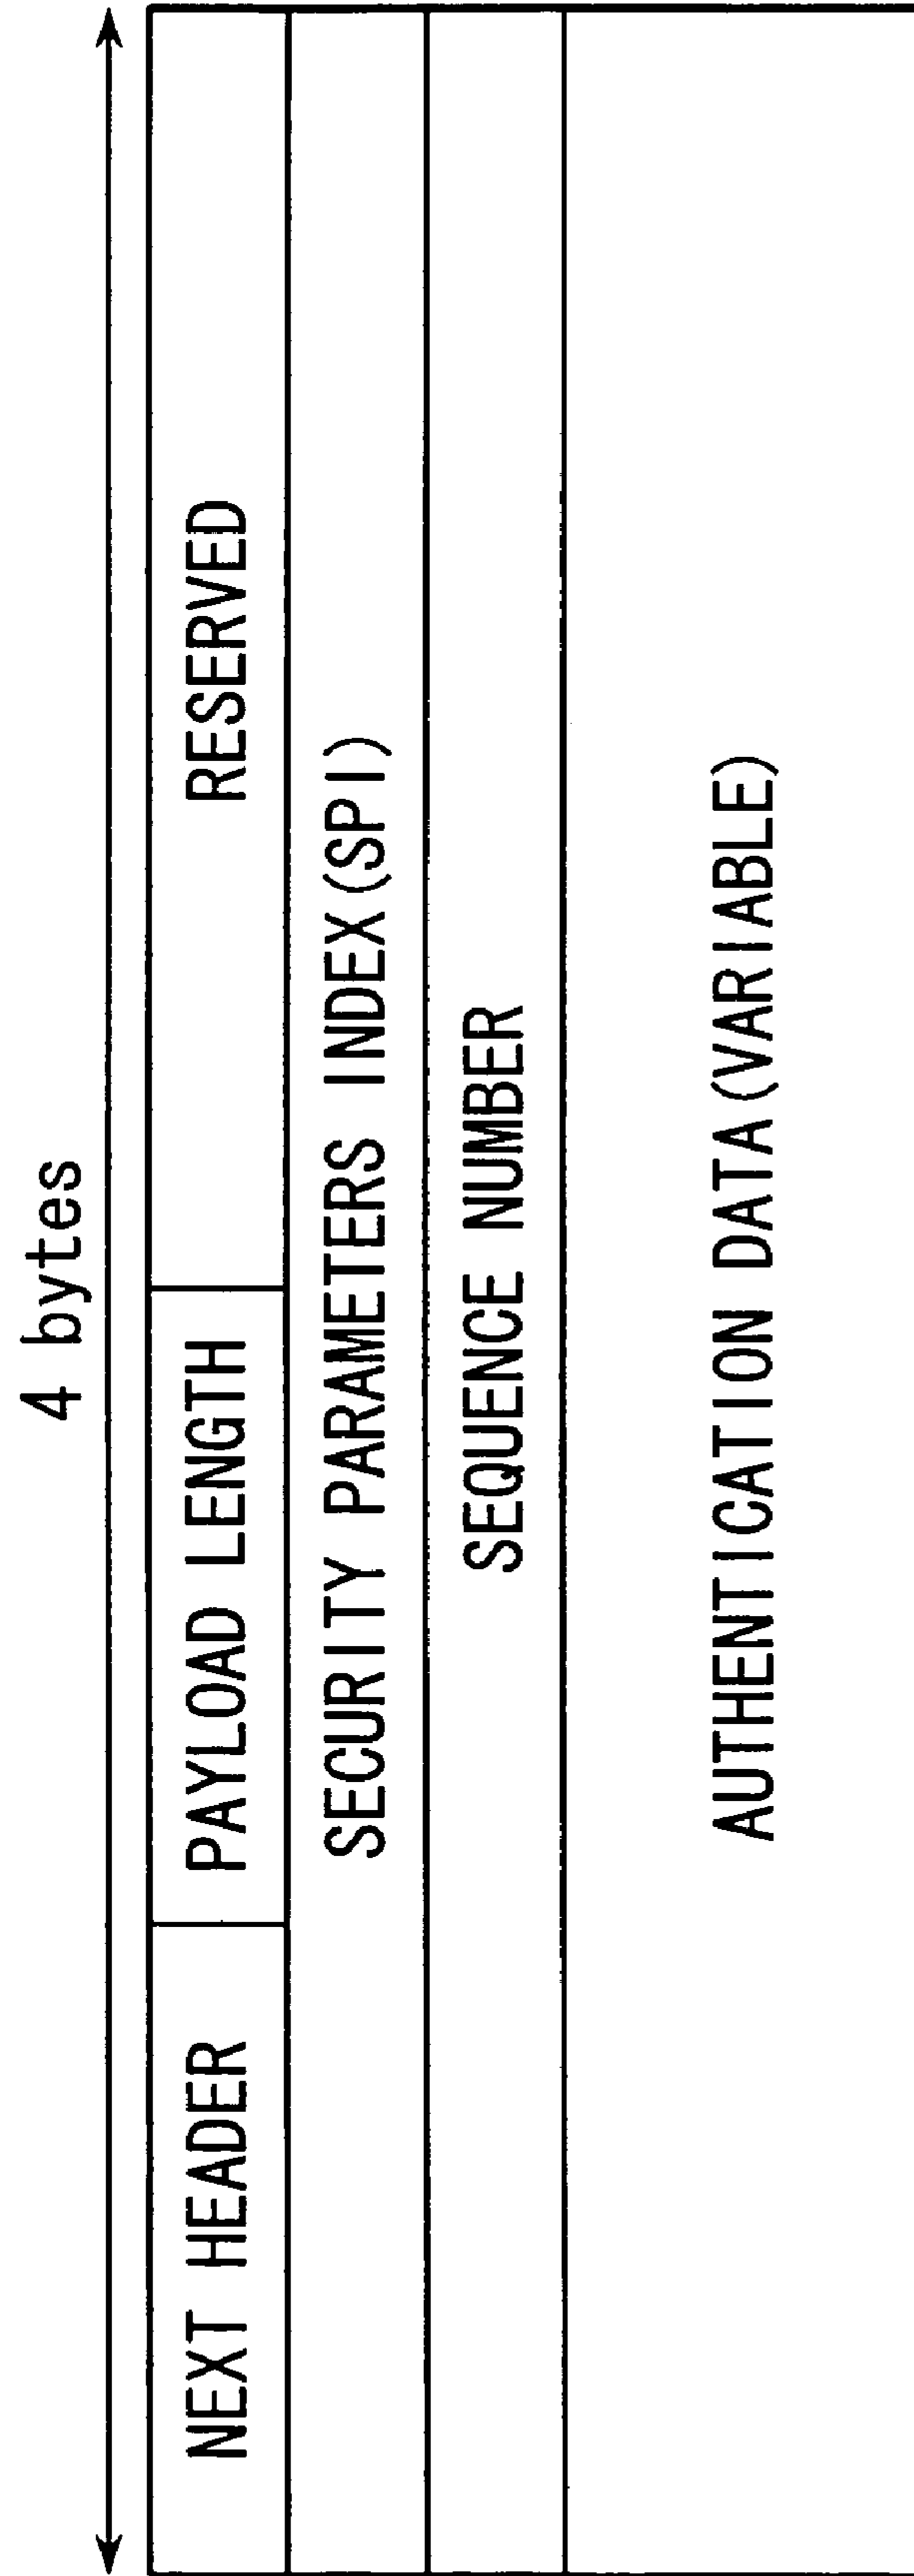 4 bytes
NEXT HEADER PAYLOAD LENGTH RESERVED
SECURITY PARAMETERS INDEX(SPI)
SEQUENCE NUMBER
AUTHENTICATION DATA(VARIABLE)